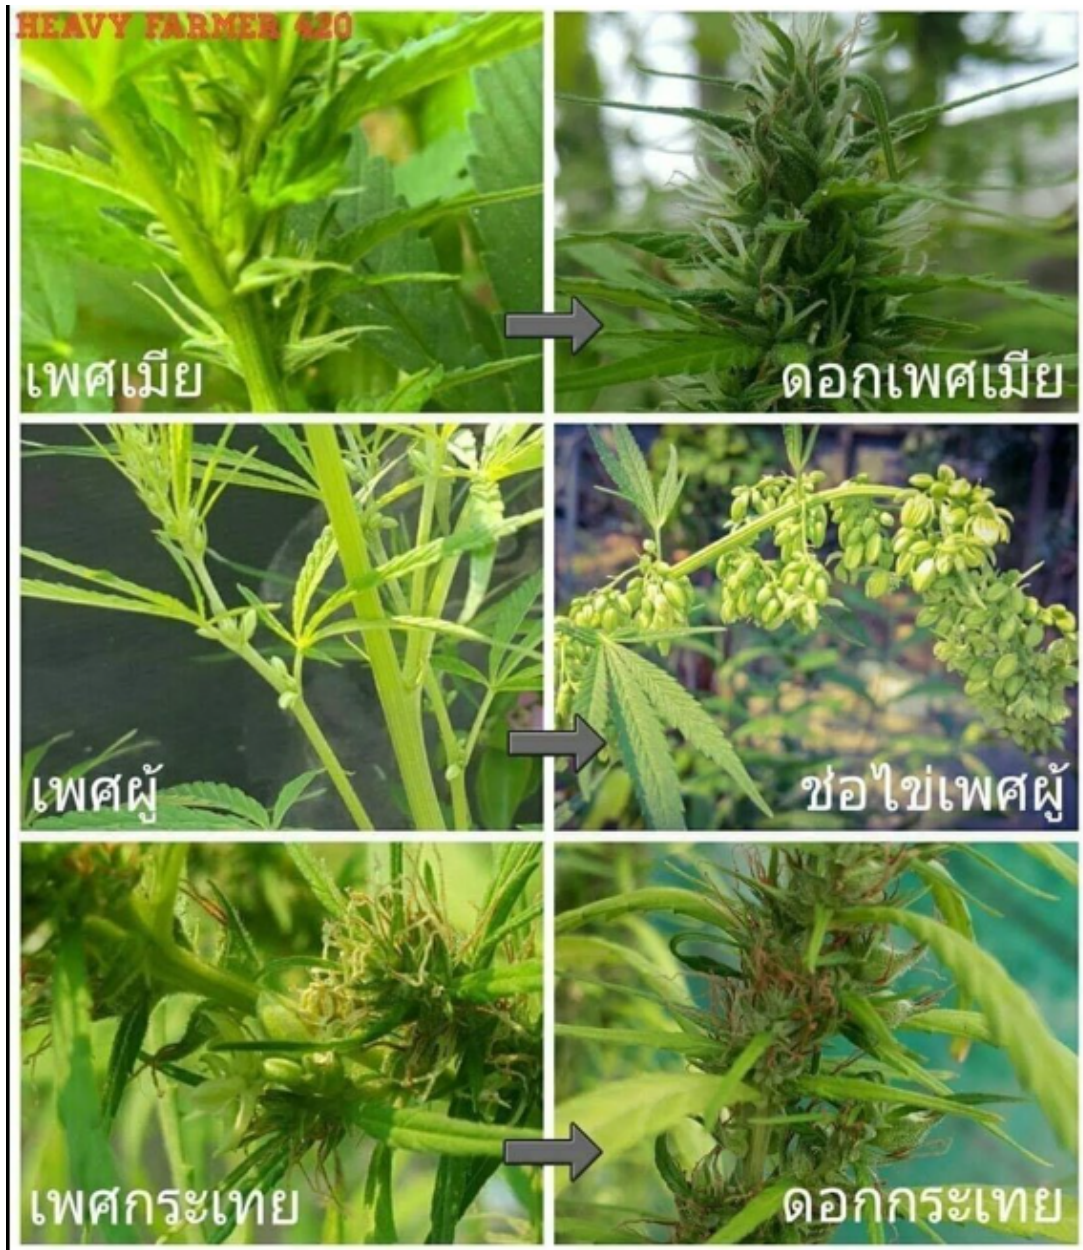 HEAVY FARMER 420
เพศเมีย
ดอกเพศเมีย
เพศผู้
ช่อไข่เพศผู้
เพศกระเทย
ดอกกระเทย